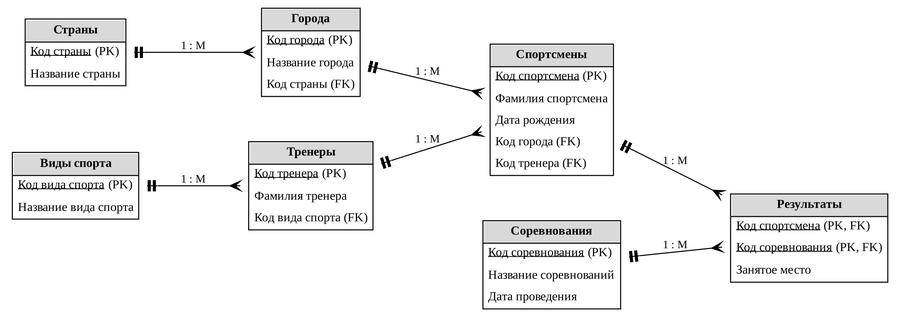 Страны
Код страны (PK)
Название страны
1 : M
Города
Код города (PK)
Название города
Код страны (FK)
1 : M
Спортсмены
Код спортсмена (PK)
Фамилия спортсмена
Дата рождения
Код города (FK)
Код тренера (FK)
Виды спорта
Код вида спорта (PK)
Название вида спорта
1 : M
Тренеры
Код тренера (PK)
Фамилия тренера
Код вида спорта (FK)
1 : M
1 : M
Соревнования
Код соревнования (PK)
Название соревнований
Дата проведения
1 : M
Результаты
Код спортсмена (PK, FK)
Код соревнования (PK, FK)
Занятое место